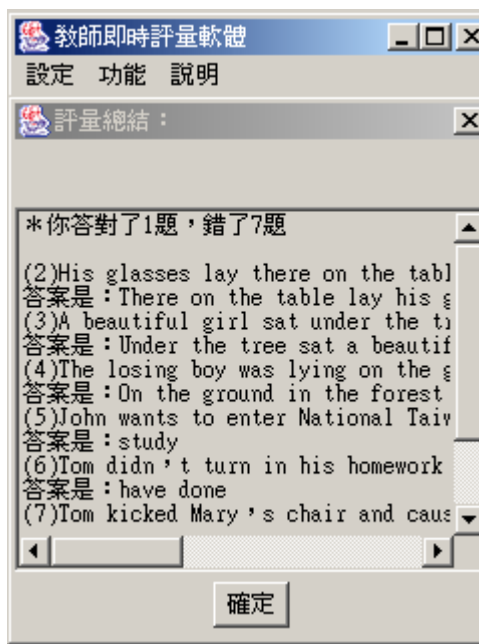 教師即時評量軟體
設定 功能 說明
評量總結：
＊你答對了1題，錯了7題
(2)His glasses lay there on the tabl
答案是：There on the table lay his g
(3)A beautiful girl sat under the tr
答案是：Under the tree sat a beautif
(4)The losing boy was lying on the g
答案是：On the ground in the forest
(5)John wants to enter National Taiw
答案是：study
(6)Tom didn't turn in his homework
答案是：have done
(7)Tom kicked Mary's chair and caus
確定